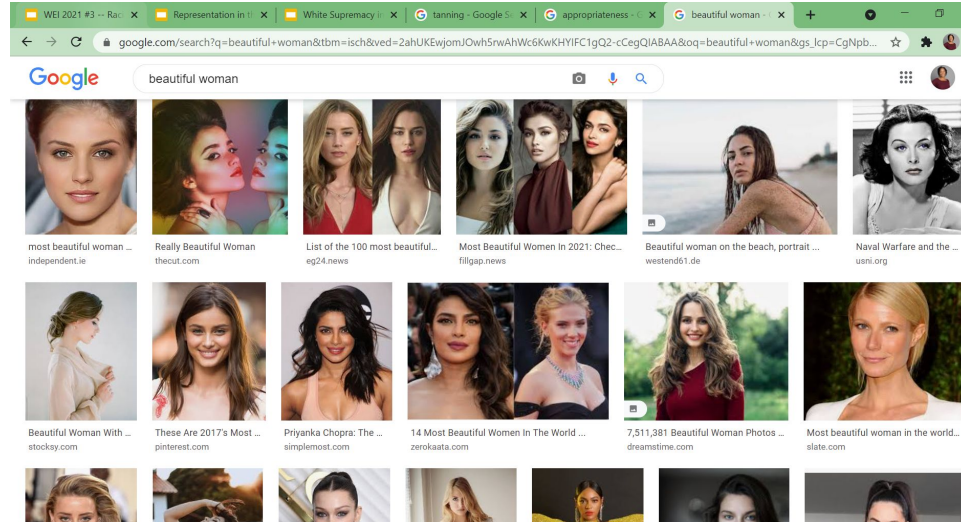 WEI 2021 #3 -- Rac
Representation in t
White Supremacy i
tanning - Google Se
appropriateness - G
beautiful woman - G
google.com/search?q=beautiful+woman&tbm=isch&ved=2ahUKEwjomJOwh5rwAhWc6KwKHYIFC1gQ2-cCegQIABAA&oq=beautiful+woman&gs_lcp=CgNpb...
Google
beautiful woman
most beautiful woman ...
independent.ie
Really Beautiful Woman
thecut.com
List of the 100 most beautiful...
eg24.news
Most Beautiful Women In 2021: Chec...
fillgap.news
Beautiful woman on the beach, portrait ...
westend61.de
Naval Warfare and the ...
usni.org
Beautiful Woman With ...
stocksy.com
These Are 2017's Most ...
pinterest.com
Priyanka Chopra: The ...
simplemost.com
14 Most Beautiful Women In The World ...
zerokaata.com
7,511,381 Beautiful Woman Photos ...
dreamstime.com
Most beautiful woman in the world...
slate.com